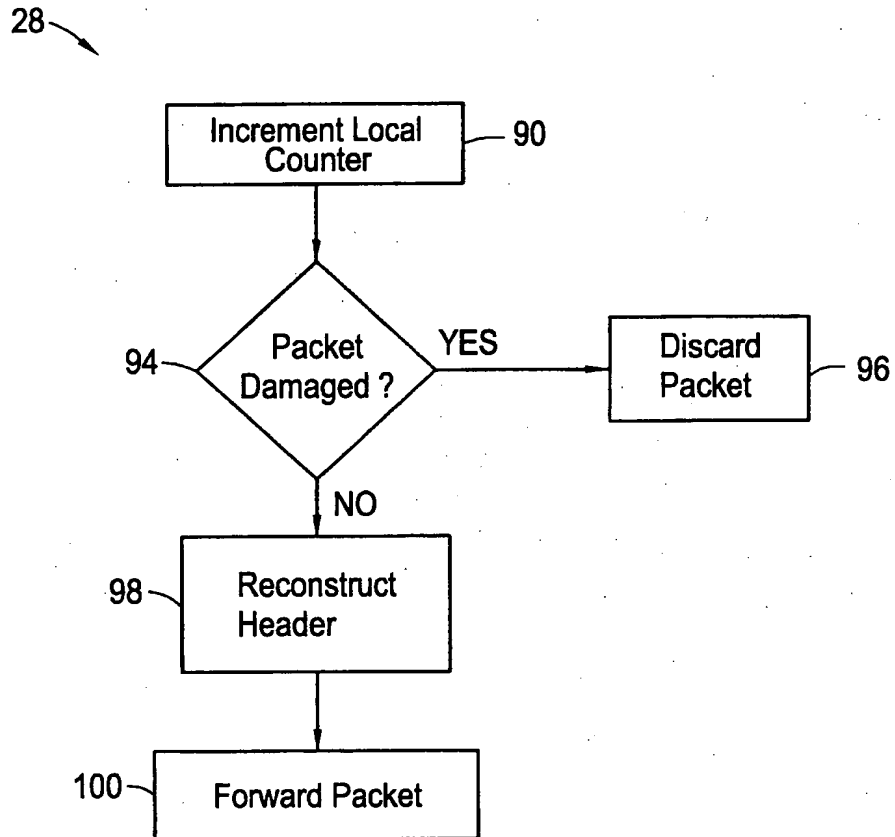 28
Increment Local
Counter
90
94
Packet
Damaged ?
YES
Discard
Packet
96
NO
98
Reconstruct
Header
100
Forward Packet